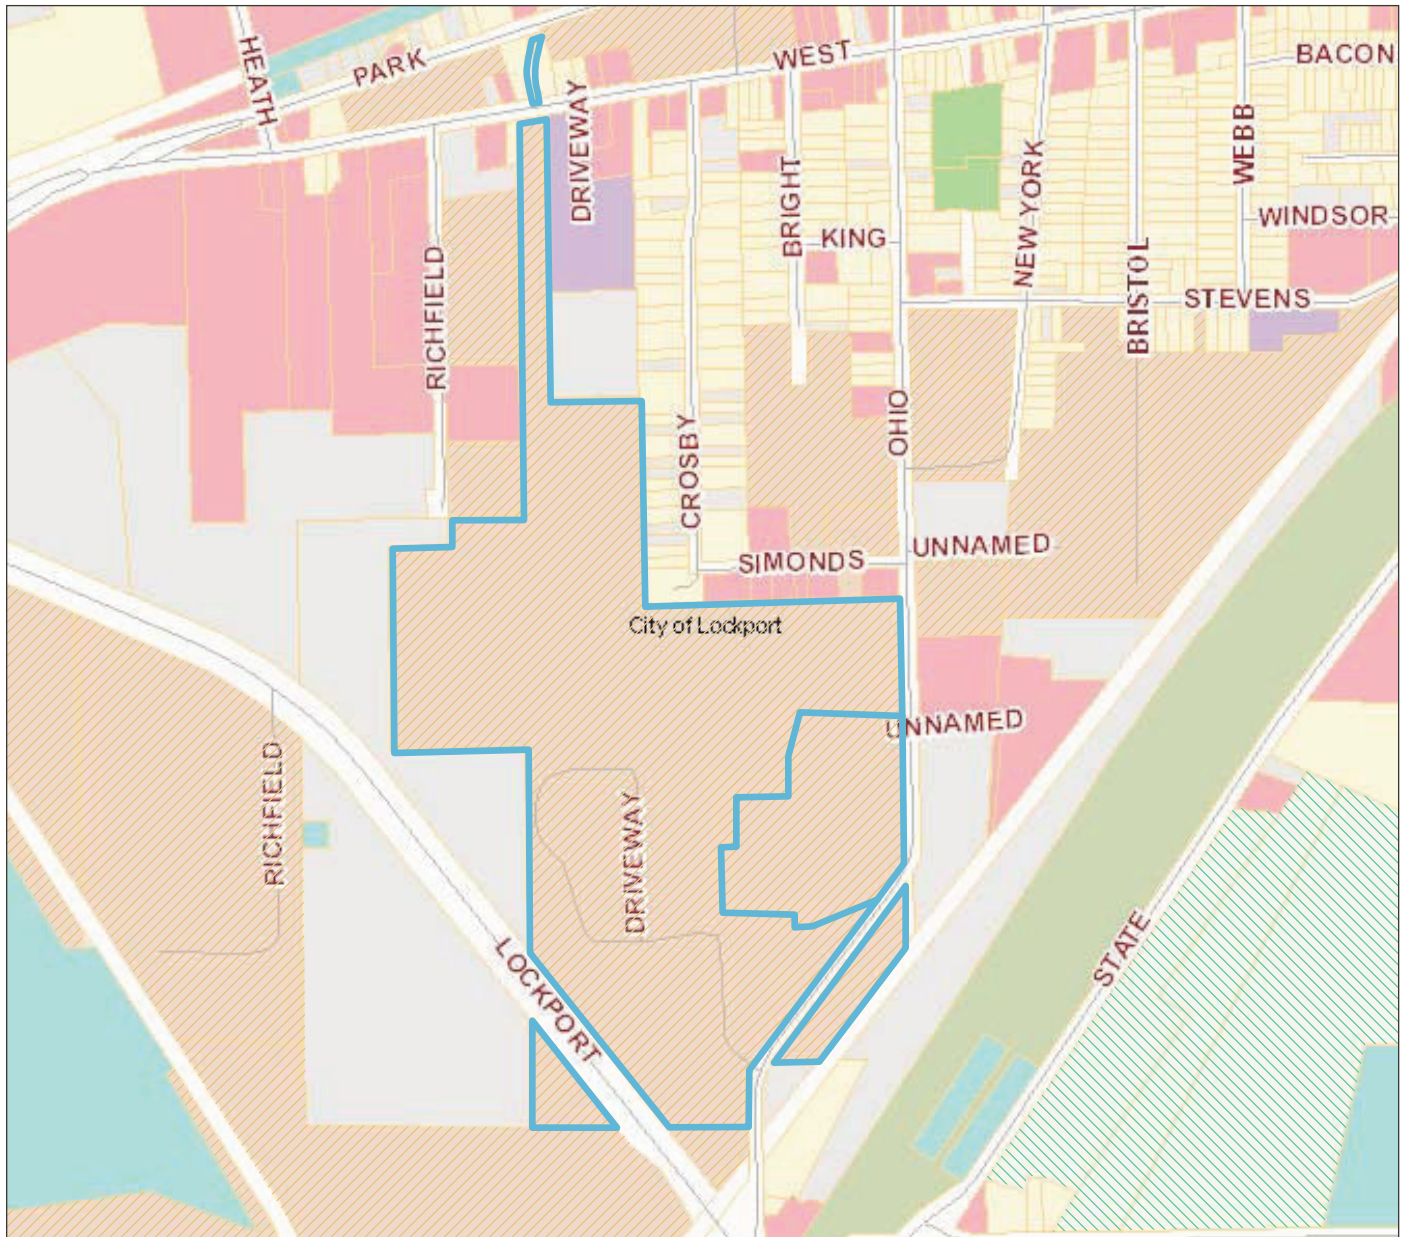 HEATH
PARK
WEST
BACON
DRIVEWAY
WEBB
BRIGHT
NEW YORK
WINDSOR
KING
RICHFIELD
BRISTOL
STEVENS
OHIO
CROSBY
SIMONDS
UNNAMED
City of Lockport
UNNAMED
RICHFIELD
DRIVEWAY
LOCKPORT
STATE